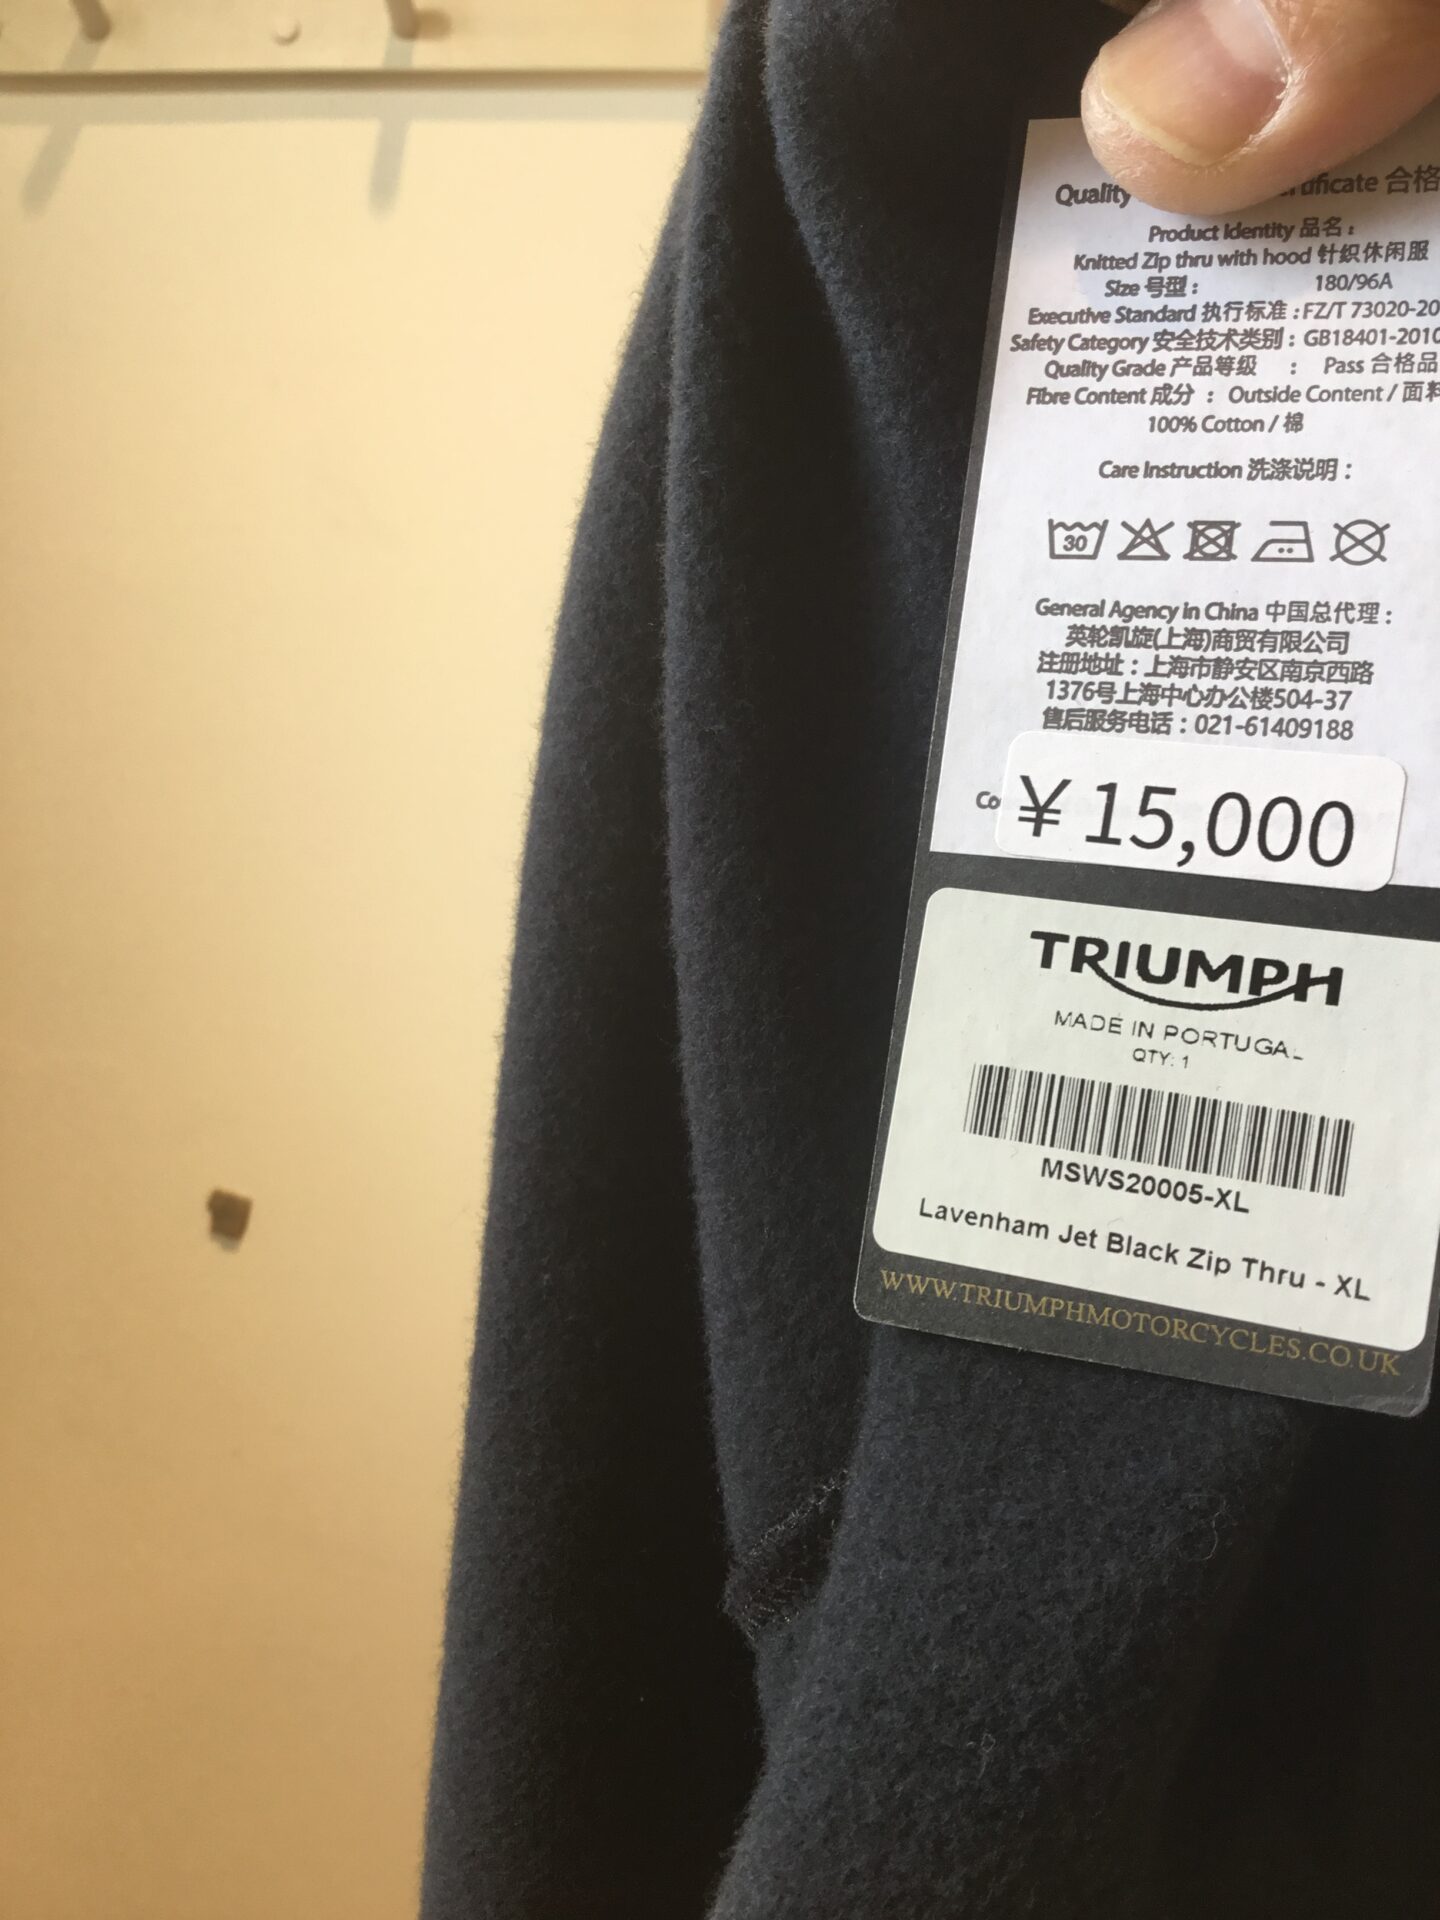 Quality 合格
Product Identity 品名：
Knitted Zip thru with hood 针织休闲服
Size 号型： 180/96A
Executive Standard 执行标准：FZ/T 73020-20
Safety Category 安全技术类别：GB18401-2010
Quality Grade 产品等级 ： Pass 合格品
Fibre Content 成分 ： Outside Content / 面料
100% Cotton / 棉
Care Instruction 洗涤说明：
30
General Agency in China 中国总代理：
英轮凯旋(上海)商贸有限公司
注册地址：上海市静安区南京西路
1376号上海中心办公楼504-37
售后服务电话：021-61409188
¥15,000
TRIUMPH
MADE IN PORTUGAL
QTY: 1
MSWS20005-XL
Lavenham Jet Black Zip Thru - XL
WWW.TRIUMPHMOTORCYCLES.CO.UK